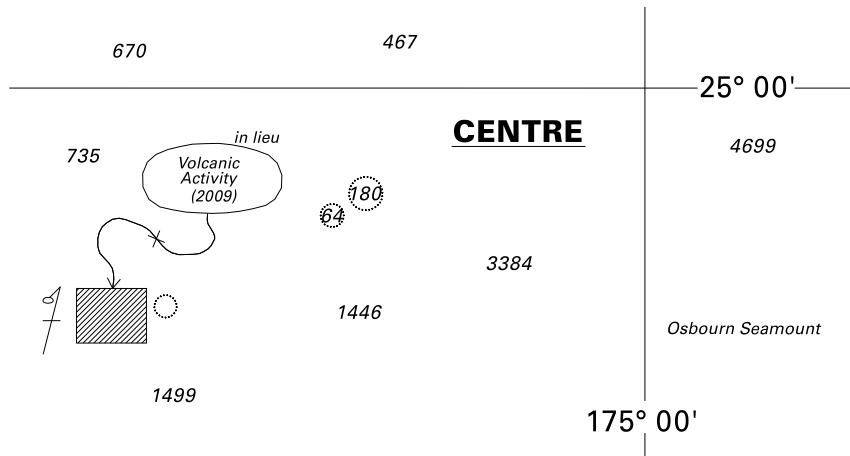 670
467
25° 00'
CENTRE
in lieu
4699
735
Volcanic
Activity
(2009)
180
64
3384
1446
Osbourn Seamount
1499
175° 00'